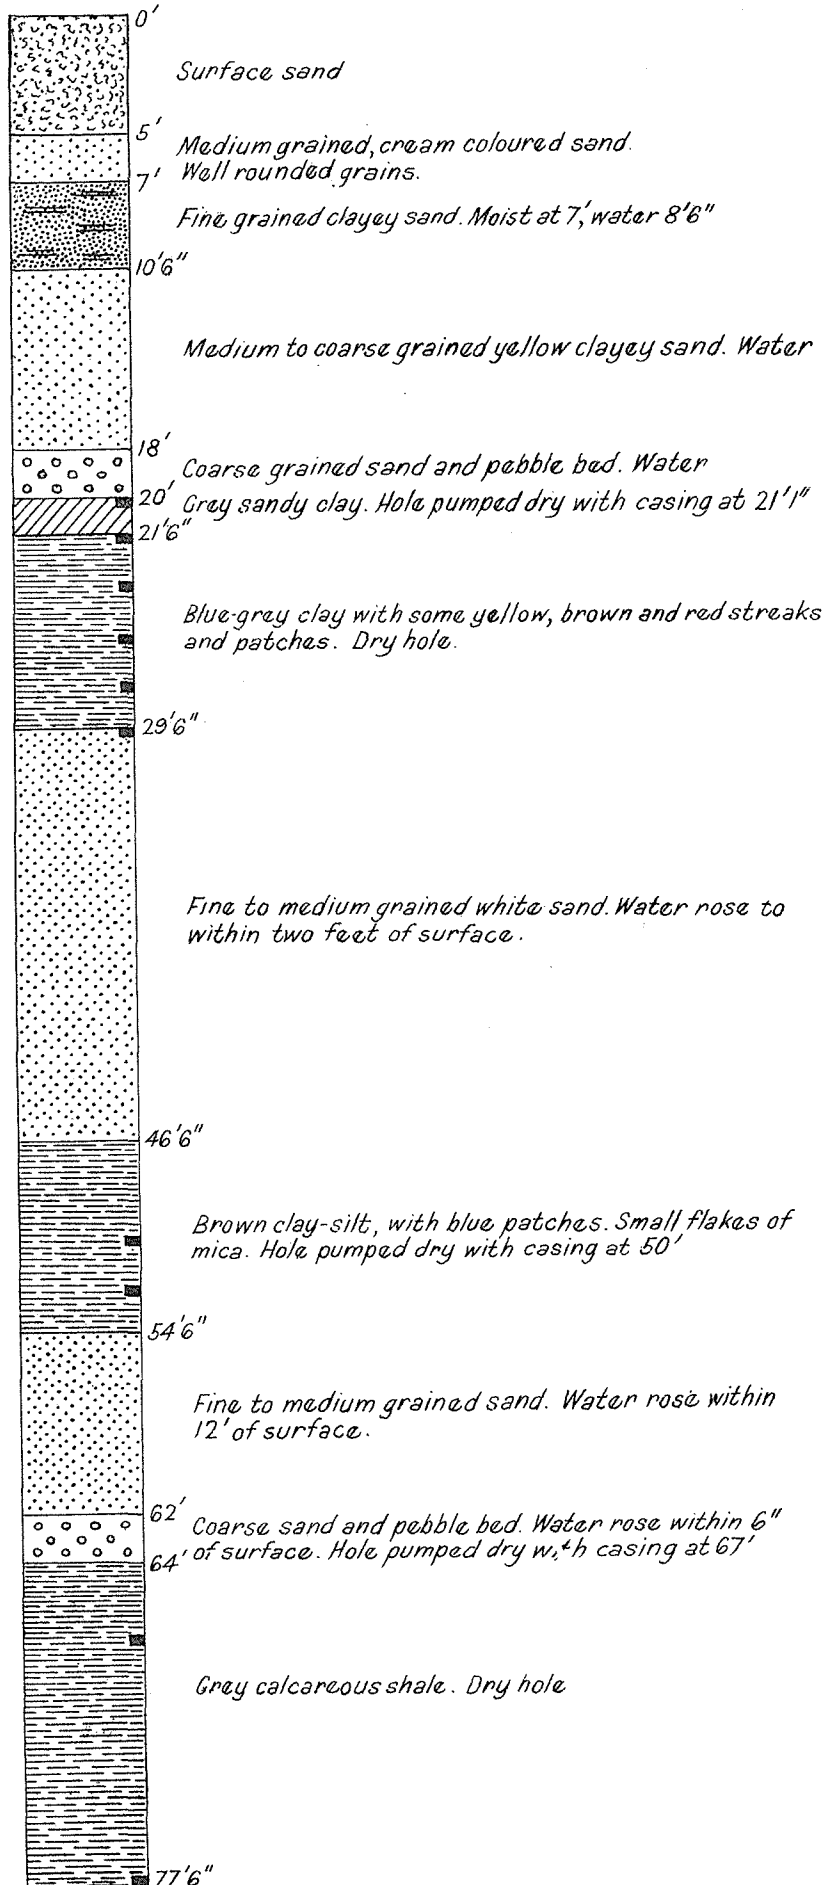 0'
Surface sand
5'
Medium grained, cream coloured sand.
Well rounded grains.
7'
Fine grained clayey sand. Moist at 7', water 8'6"
10'6"
Medium to coarse grained yellow clayey sand. Water
18'
Coarse grained sand and pebble bed. Water
20'
Grey sandy clay. Hole pumped dry with casing at 21'1"
21'6"
Blue-grey clay with some yellow, brown and red streaks
and patches. Dry hole.
29'6"
Fine to medium grained white sand. Water rose to
within two feet of surface.
46'6"
Brown clay-silt, with blue patches. Small flakes of
mica. Hole pumped dry with casing at 50'
54'6"
Fine to medium grained sand. Water rose within
12' of surface.
62'
Coarse sand and pebble bed. Water rose within 6"
of surface. Hole pumped dry with casing at 67'
64'
Grey calcareous shale. Dry hole
77'6"